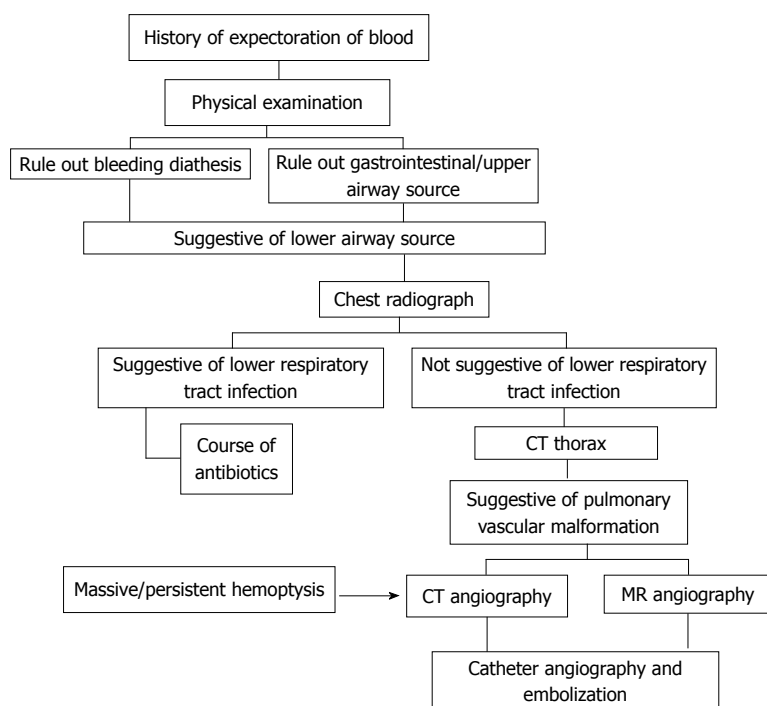 History of expectoration of blood
Physical examination
Rule out bleeding diathesis
Rule out gastrointestinal/upper
airway source
Suggestive of lower airway source
Chest radiograph
Suggestive of lower respiratory
tract infection
Not suggestive of lower respiratory
tract infection
Course of
antibiotics
CT thorax
Suggestive of pulmonary
vascular malformation
Massive/persistent hemoptysis
CT angiography
MR angiography
Catheter angiography and
embolization